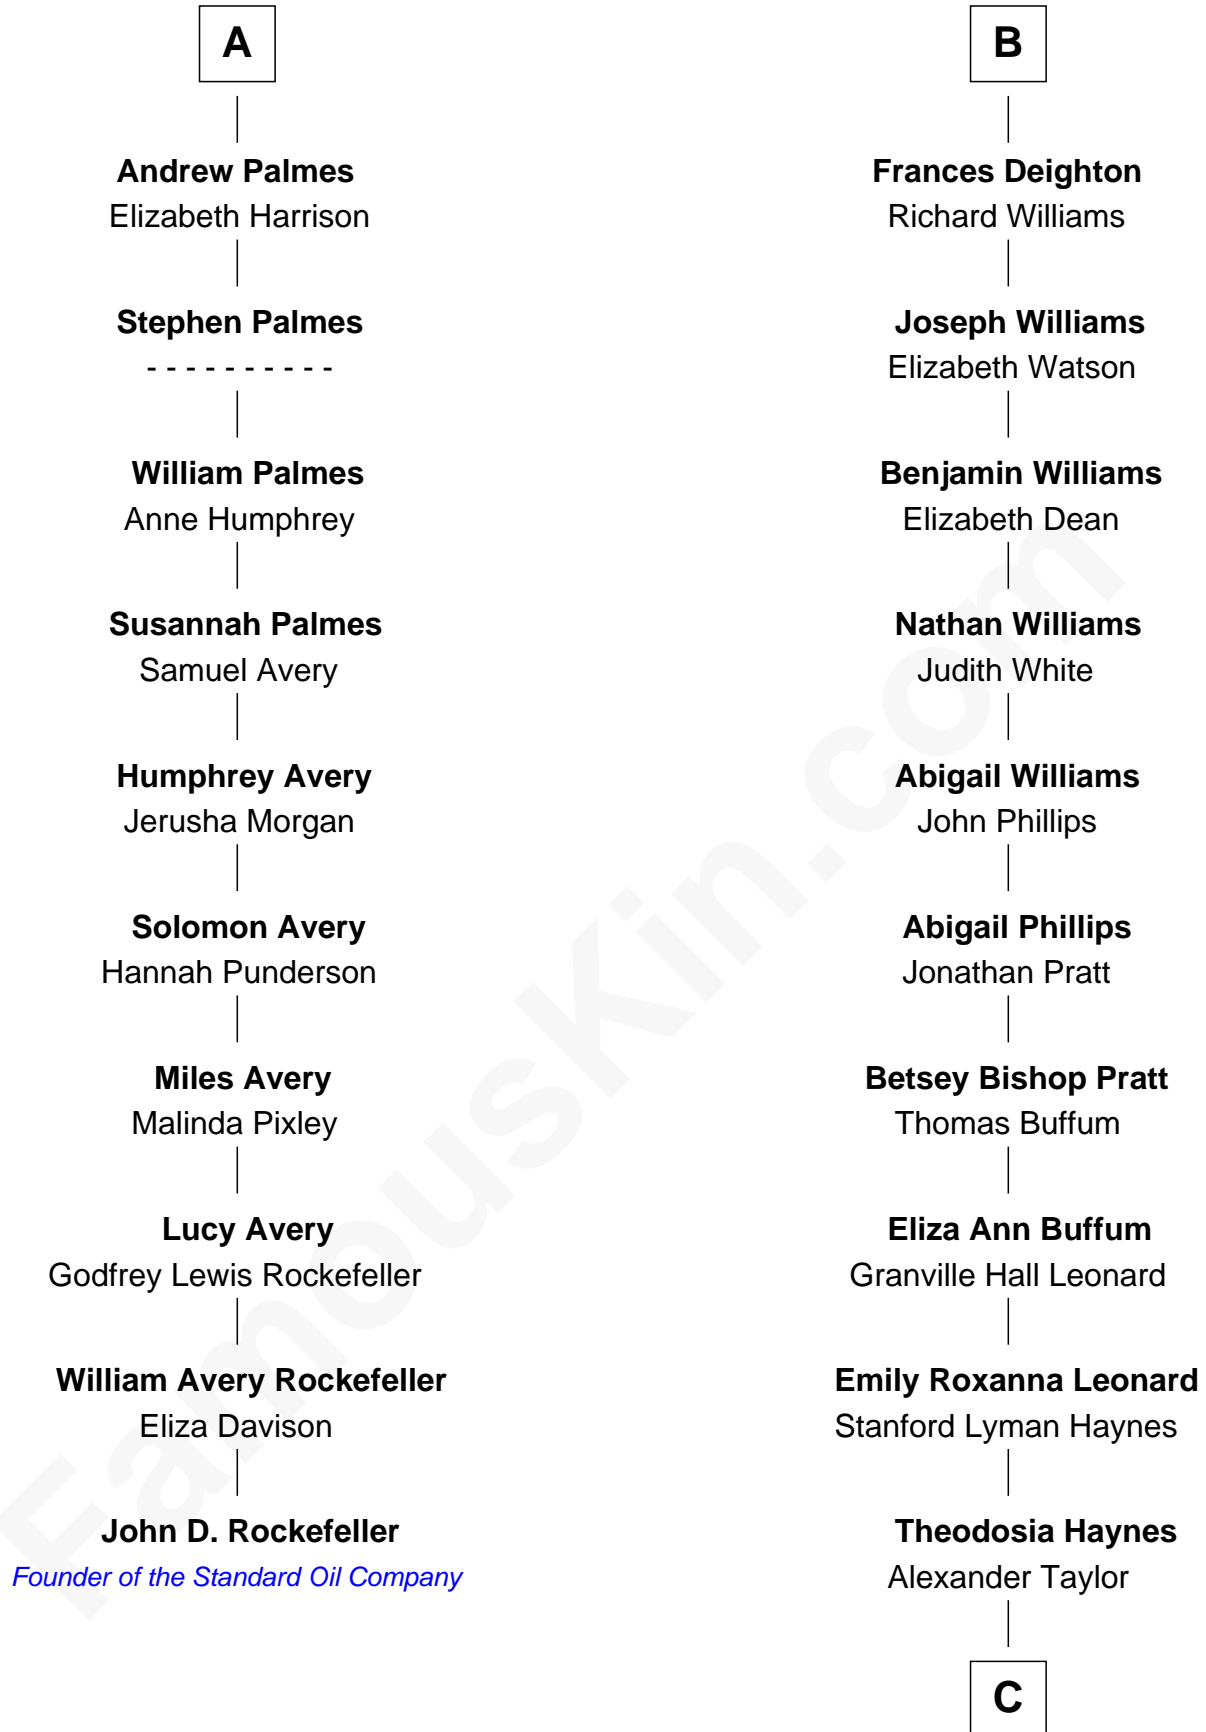 A
Andrew Palmes
Elizabeth Harrison
Stephen Palmes
- - - - - - - - - -
William Palmes
Anne Humphrey
Susannah Palmes
Samuel Avery
Humphrey Avery
Jerusha Morgan
Solomon Avery
Hannah Punderson
Miles Avery
Malinda Pixley
Lucy Avery
Godfrey Lewis Rockefeller
William Avery Rockefeller
Eliza Davison
John D. Rockefeller
Founder of the Standard Oil Company
B
Frances Deighton
Richard Williams
Joseph Williams
Elizabeth Watson
Benjamin Williams
Elizabeth Dean
Nathan Williams
Judith White
Abigail Williams
John Phillips
Abigail Phillips
Jonathan Pratt
Betsey Bishop Pratt
Thomas Buffum
Eliza Ann Buffum
Granville Hall Leonard
Emily Roxanna Leonard
Stanford Lyman Haynes
Theodosia Haynes
Alexander Taylor
C
FamousKin.com